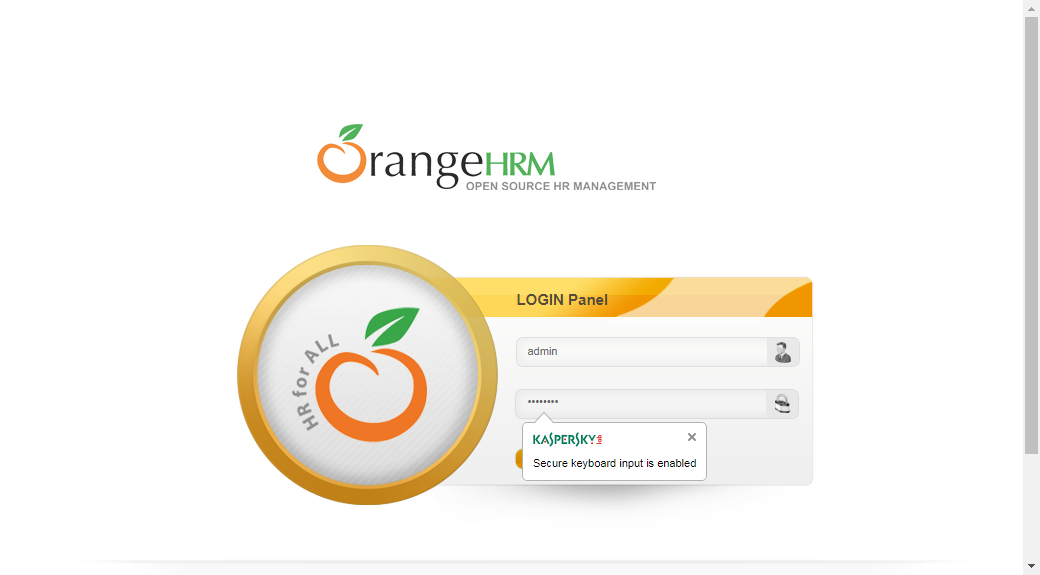 OrangeHRM
OPEN SOURCE HR MANAGEMENT
HR for ALL
LOGIN Panel
admin
••••••••
KASPERSKY lab
Secure keyboard input is enabled